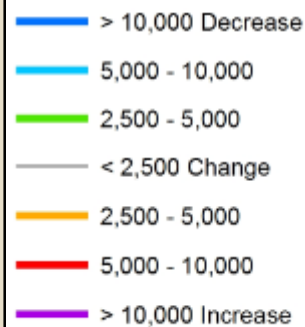 > 10,000 Decrease
5,000 - 10,000
2,500 - 5,000
< 2,500 Change
2,500 - 5,000
5,000 - 10,000
> 10,000 Increase